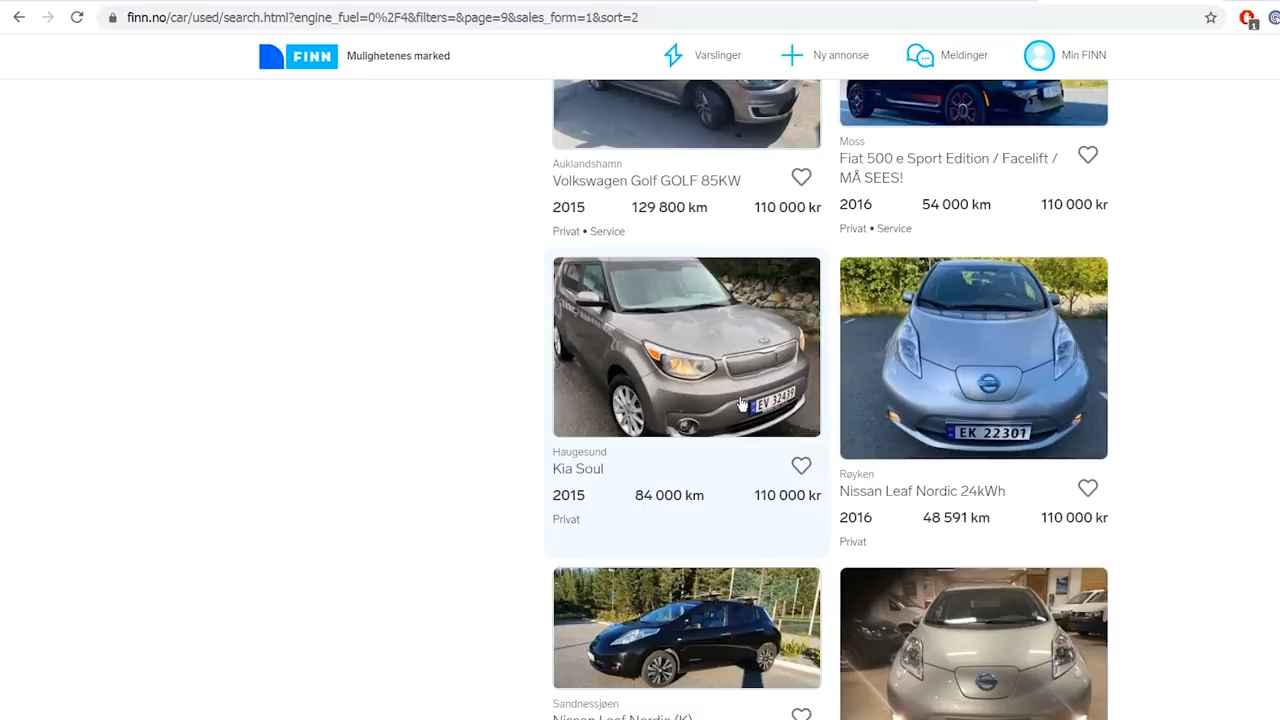 finn.no/car/used/search.html?engine_fuel=0%2F4&filters=&page=9&sales_form=1&sort=2
1
FINN
Mulighetenes marked
Varslinger
Ny annonse
Meldinger
Min FINN
Auklandshamn
Volkswagen Golf GOLF 85KW
2015 129 800 km 110 000 kr
Privat • Service
Moss
Fiat 500 e Sport Edition / Facelift /
MÅ SEES!
2016 54 000 km 110 000 kr
Privat • Service
EV 32439
Haugesund
Kia Soul
2015 84 000 km 110 000 kr
Privat
EK 22301
Røyken
Nissan Leaf Nordic 24kWh
2016 48 591 km 110 000 kr
Privat
Sandnessjøen
Nissan Leaf Nordic (K)